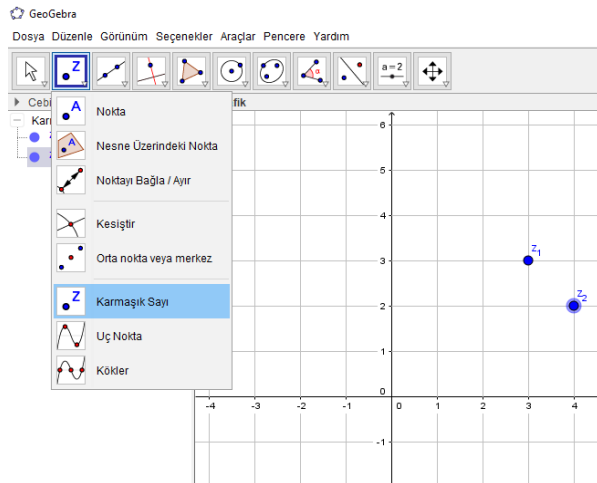 GeoGebra
Dosya Düzenle Görünüm Seçenekler Araçlar Pencere Yardım
Z
α
a=2
Cebi
fik
Kar
A
Nokta
A
Nesne Üzerindeki Nokta
Noktayı Bağla / Ayır
Kesiştir
Orta nokta veya merkez
Z
Karmaşık Sayı
Uç Nokta
Kökler
6
5
4
3
2
1
0
-1
-4 -3 -2 -1 0 1 2 3 4
z₁
z₂